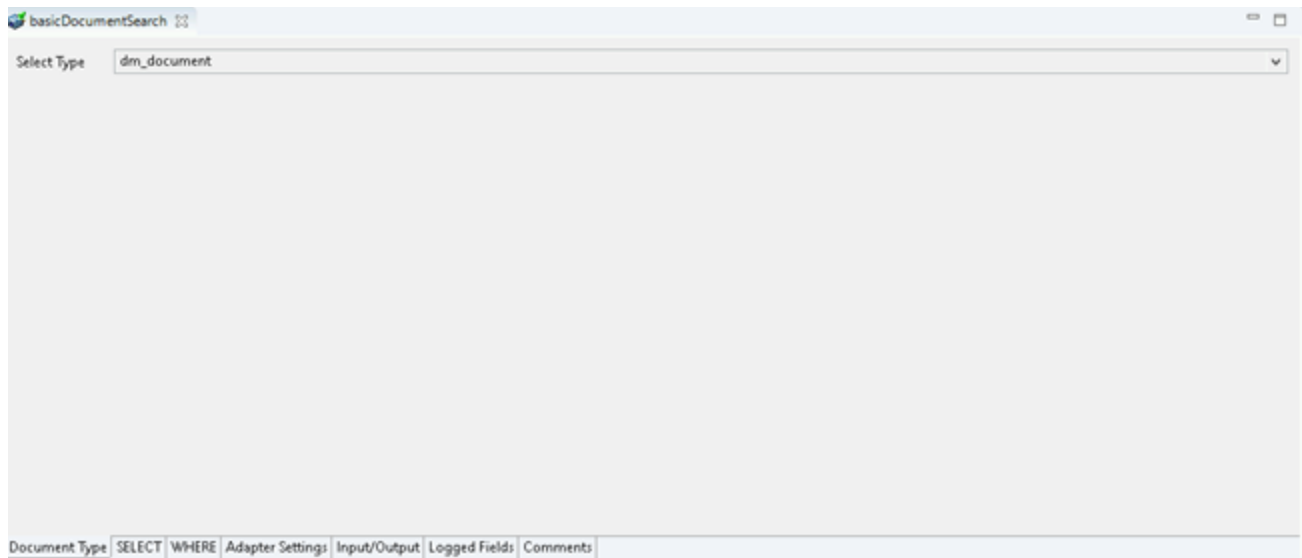 basicDocumentSearch
Select Type dm_document
Document Type SELECT WHERE Adapter Settings Input/Output Logged Fields Comments